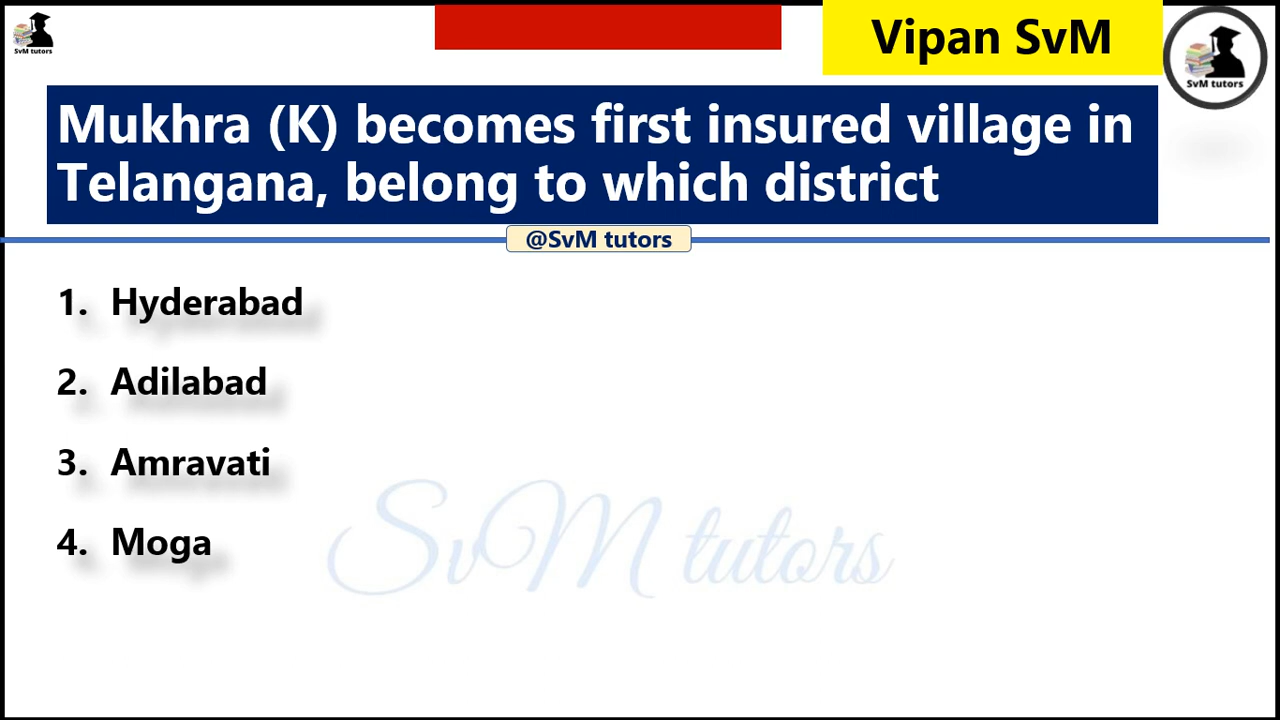 SvM tutors
Vipan SvM
SvM tutors
Mukhra (K) becomes first insured village in
Telangana, belong to which district
@SvM tutors
1. Hyderabad
2. Adilabad
3. Amravati
4. Moga
SvM tutors